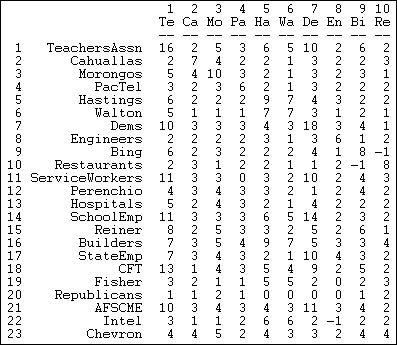 1 2 3 4 5 6 7 8 9 10
Te Ca Mo Pa Ha Wa De En Bi Re
-- -- -- -- -- -- -- -- -- --
1 TeachersAssn 16 2 5 3 6 5 10 2 6 2
2 Cahuallas 2 7 4 2 2 1 3 2 2 3
3 Morongos 5 4 10 3 2 1 3 2 3 1
4 PacTel 3 2 3 6 2 1 3 2 2 2
5 Hastings 6 2 2 2 9 7 4 3 2 2
6 Walton 5 1 1 1 7 7 3 1 2 1
7 Dems 10 3 3 3 4 3 18 3 4 1
8 Engineers 2 2 2 2 3 1 3 6 1 2
9 Bing 6 2 3 2 2 2 4 1 8 -1
10 Restaurants 2 3 1 2 2 1 1 2 -1 8
11 ServiceWorkers 11 3 3 0 3 2 10 2 4 3
12 Perenchio 4 3 4 3 3 2 1 2 4 2
13 Hospitals 5 2 4 3 2 1 4 2 2 2
14 SchoolEmp 11 3 3 3 6 5 14 2 3 2
15 Reiner 8 2 5 3 3 2 5 2 6 1
16 Builders 7 3 5 4 9 7 5 3 3 4
17 StateEmp 7 3 4 3 2 1 10 4 3 2
18 CFT 13 1 4 3 5 4 9 2 5 2
19 Fisher 3 2 1 1 5 5 2 0 2 3
20 Republicans 1 1 2 1 0 0 0 0 1 2
21 AFSCME 10 3 4 3 4 3 11 3 4 2
22 Intel 3 1 1 2 6 6 2 -1 2 2
23 Chevron 4 4 5 2 4 3 3 2 4 4